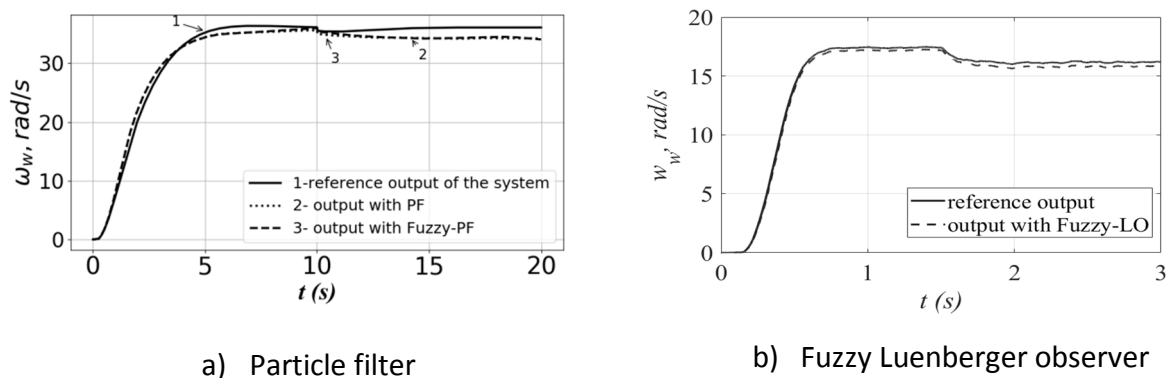 ω_w, rad/s
30
20
10
0
1
3
2
1-reference output of the system
2- output with PF
3- output with Fuzzy-PF
0 5 10 15 20
t (s)
a) Particle filter
w_w, rad/s
20
15
10
5
0
reference output
output with Fuzzy-LO
0 1 2 3
t (s)
b) Fuzzy Luenberger observer